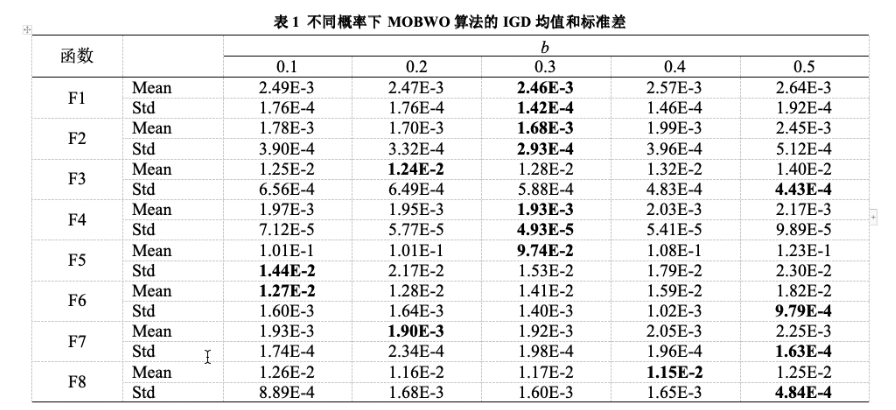 表 1 不同概率下 MOBWO 算法的 IGD 均值和标准差
函数 b
0.1 0.2 0.3 0.4 0.5
F1 Mean 2.49E-3 2.47E-3 2.46E-3 2.57E-3 2.64E-3
Std 1.76E-4 1.76E-4 1.42E-4 1.46E-4 1.92E-4
F2 Mean 1.78E-3 1.70E-3 1.68E-3 1.99E-3 2.45E-3
Std 3.90E-4 3.32E-4 2.93E-4 3.96E-4 5.12E-4
F3 Mean 1.25E-2 1.24E-2 1.28E-2 1.32E-2 1.40E-2
Std 6.56E-4 6.49E-4 5.88E-4 4.83E-4 4.43E-4
F4 Mean 1.97E-3 1.95E-3 1.93E-3 2.03E-3 2.17E-3
Std 7.12E-5 5.77E-5 4.93E-5 5.41E-5 9.89E-5
F5 Mean 1.01E-1 1.01E-1 9.74E-2 1.08E-1 1.23E-1
Std 1.44E-2 2.17E-2 1.53E-2 1.79E-2 2.30E-2
F6 Mean 1.27E-2 1.28E-2 1.41E-2 1.59E-2 1.82E-2
Std 1.60E-3 1.64E-3 1.40E-3 1.02E-3 9.79E-4
F7 Mean 1.93E-3 1.90E-3 1.92E-3 2.05E-3 2.25E-3
Std 1.74E-4 2.34E-4 1.98E-4 1.96E-4 1.63E-4
F8 Mean 1.26E-2 1.16E-2 1.17E-2 1.15E-2 1.25E-2
Std 8.89E-4 1.68E-3 1.60E-3 1.65E-3 4.84E-4